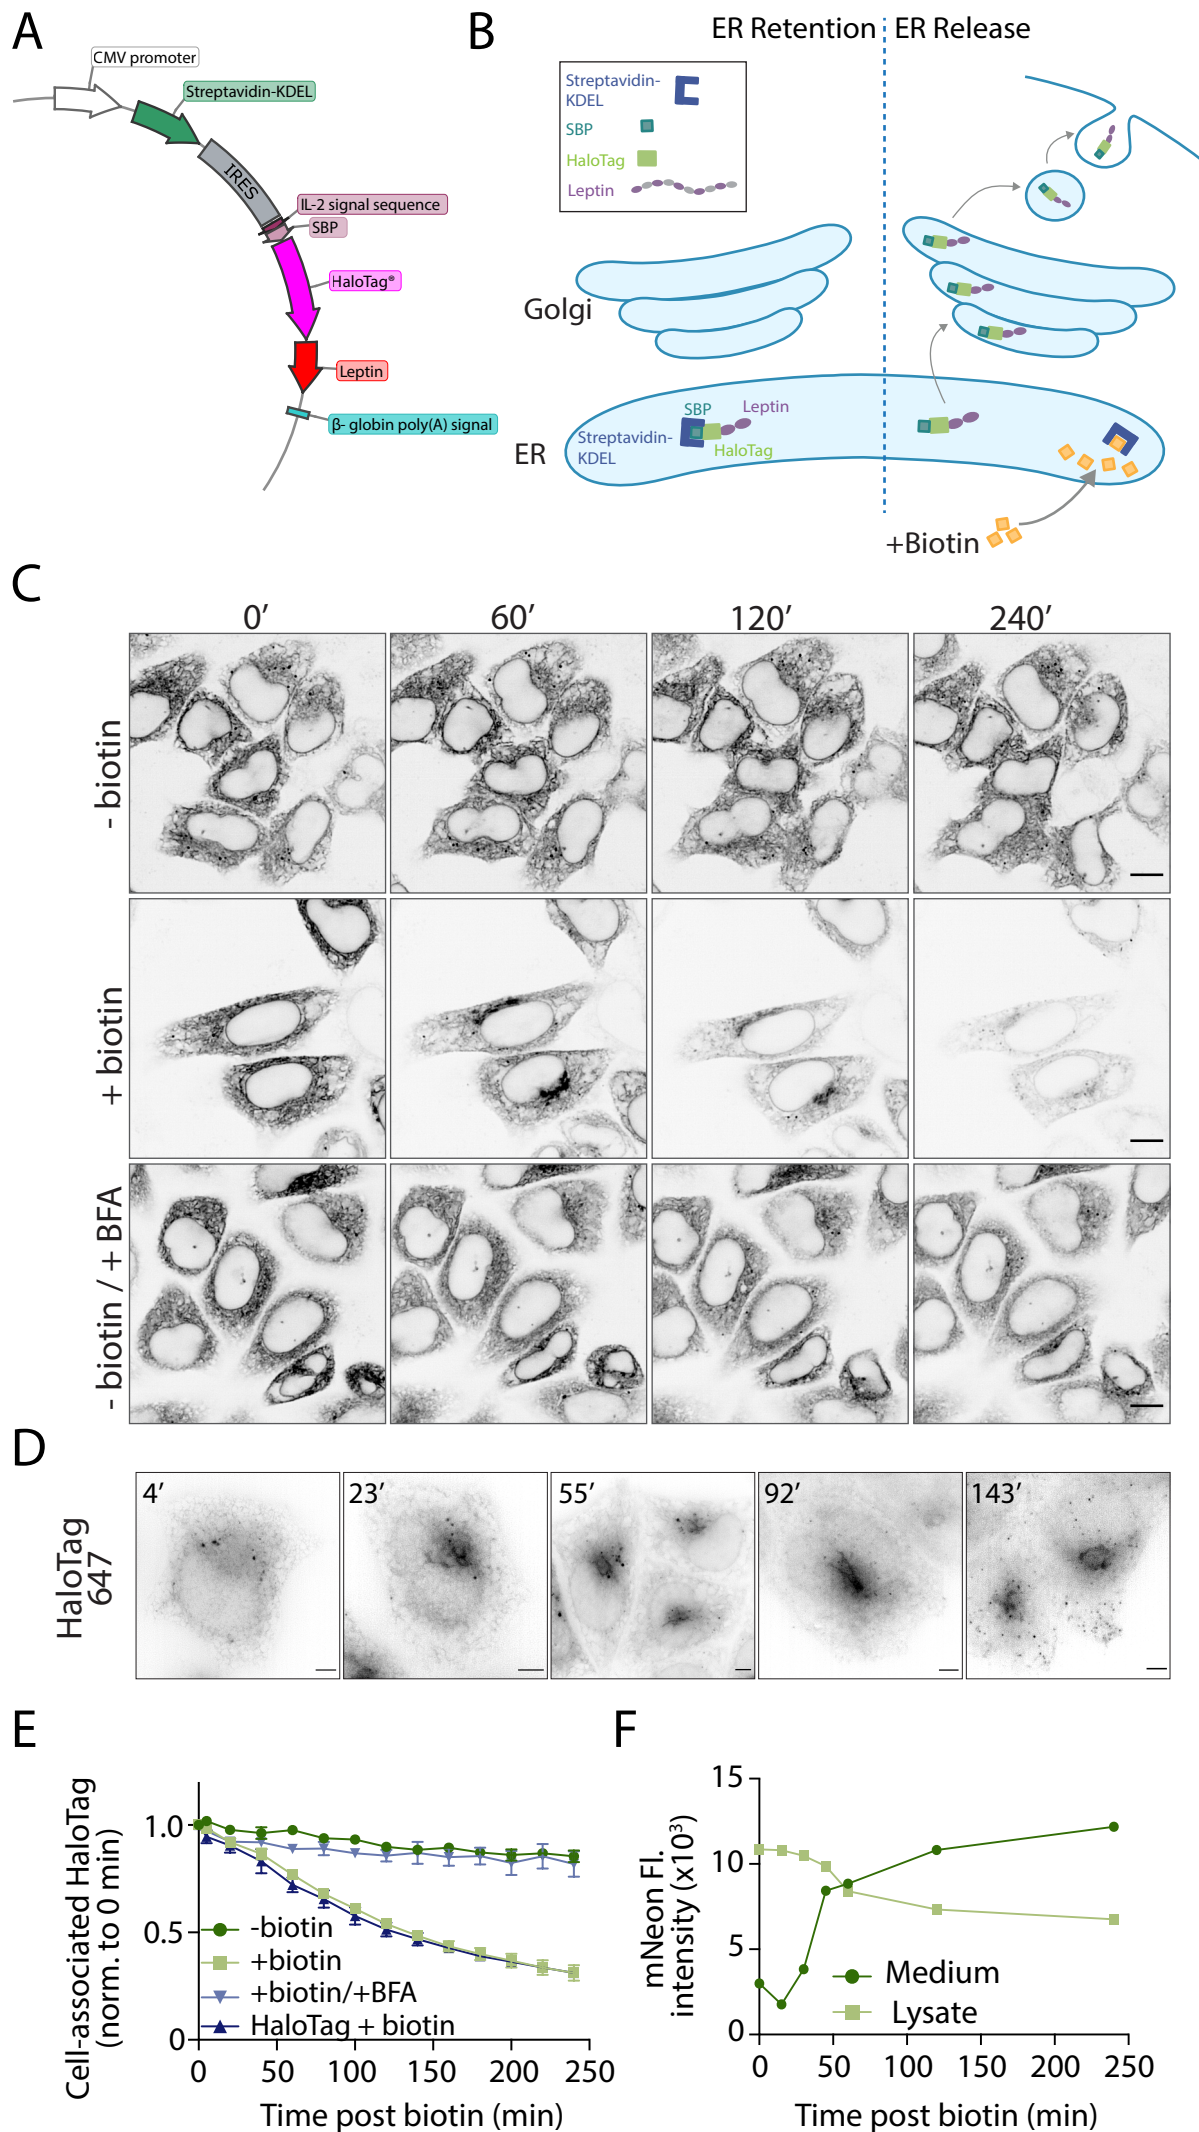 A
CMV promoter
Streptavidin-KDEL
IRES
IL-2 signal sequence
SBP
HaloTag®
Leptin
β- globin poly(A) signal
B
ER Retention
ER Release
Streptavidin-
KDEL
SBP
HaloTag
Leptin
Golgi
SBP
Leptin
Streptavidin-
KDEL
HaloTag
ER
+Biotin
C
0’
60’
120’
240’
- biotin
+ biotin
- biotin / + BFA
D
HaloTag
647
4’
23’
55’
92’
143’
E
Cell-associated HaloTag
(norm. to 0 min)
1.0
0.5
0
-biotin
+biotin
+biotin/+BFA
HaloTag + biotin
0 50 100 150 200 250
Time post biotin (min)
F
mNeon Fl.
intensity (x10³)
15
10
5
0
Medium
Lysate
0 50 100 150 200 250
Time post biotin (min)